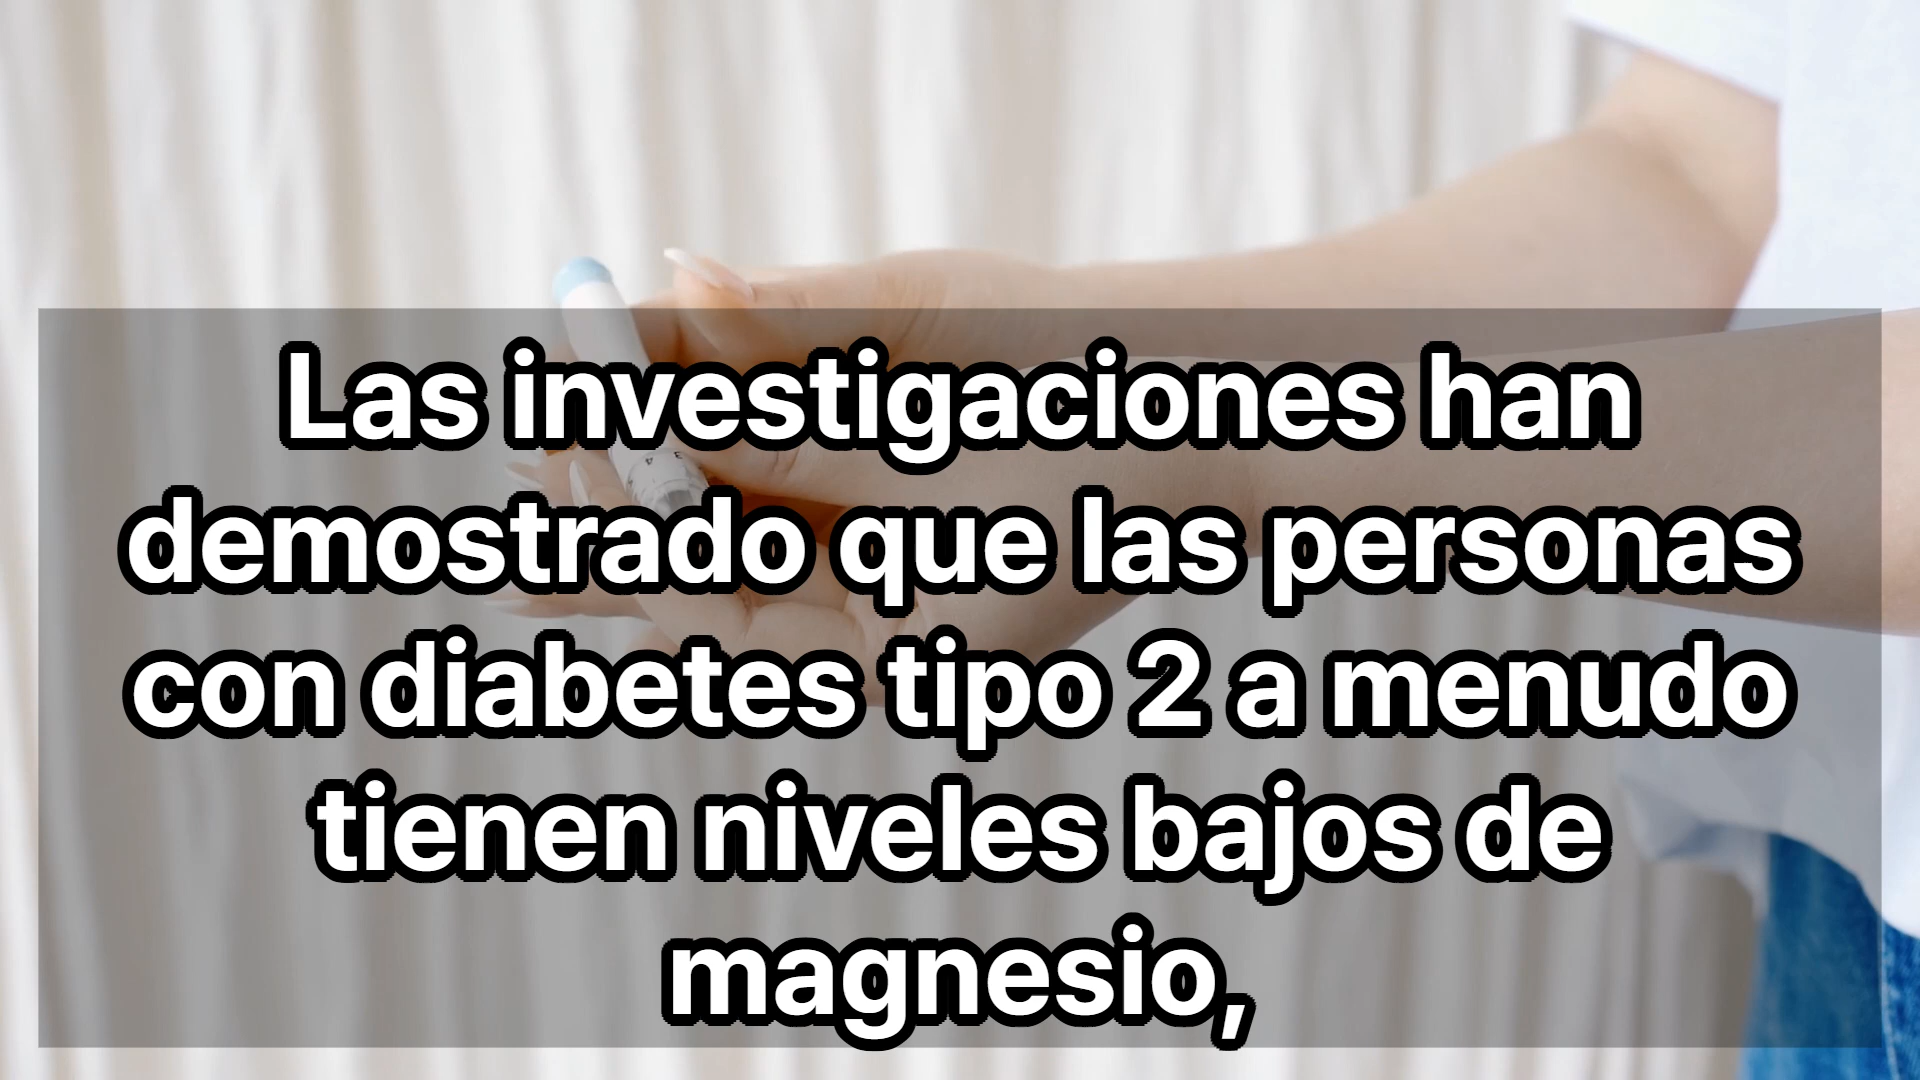 Las investigaciones han
demostrado que las personas
con diabetes tipo 2 a menudo
tienen niveles bajos de
magnesio,